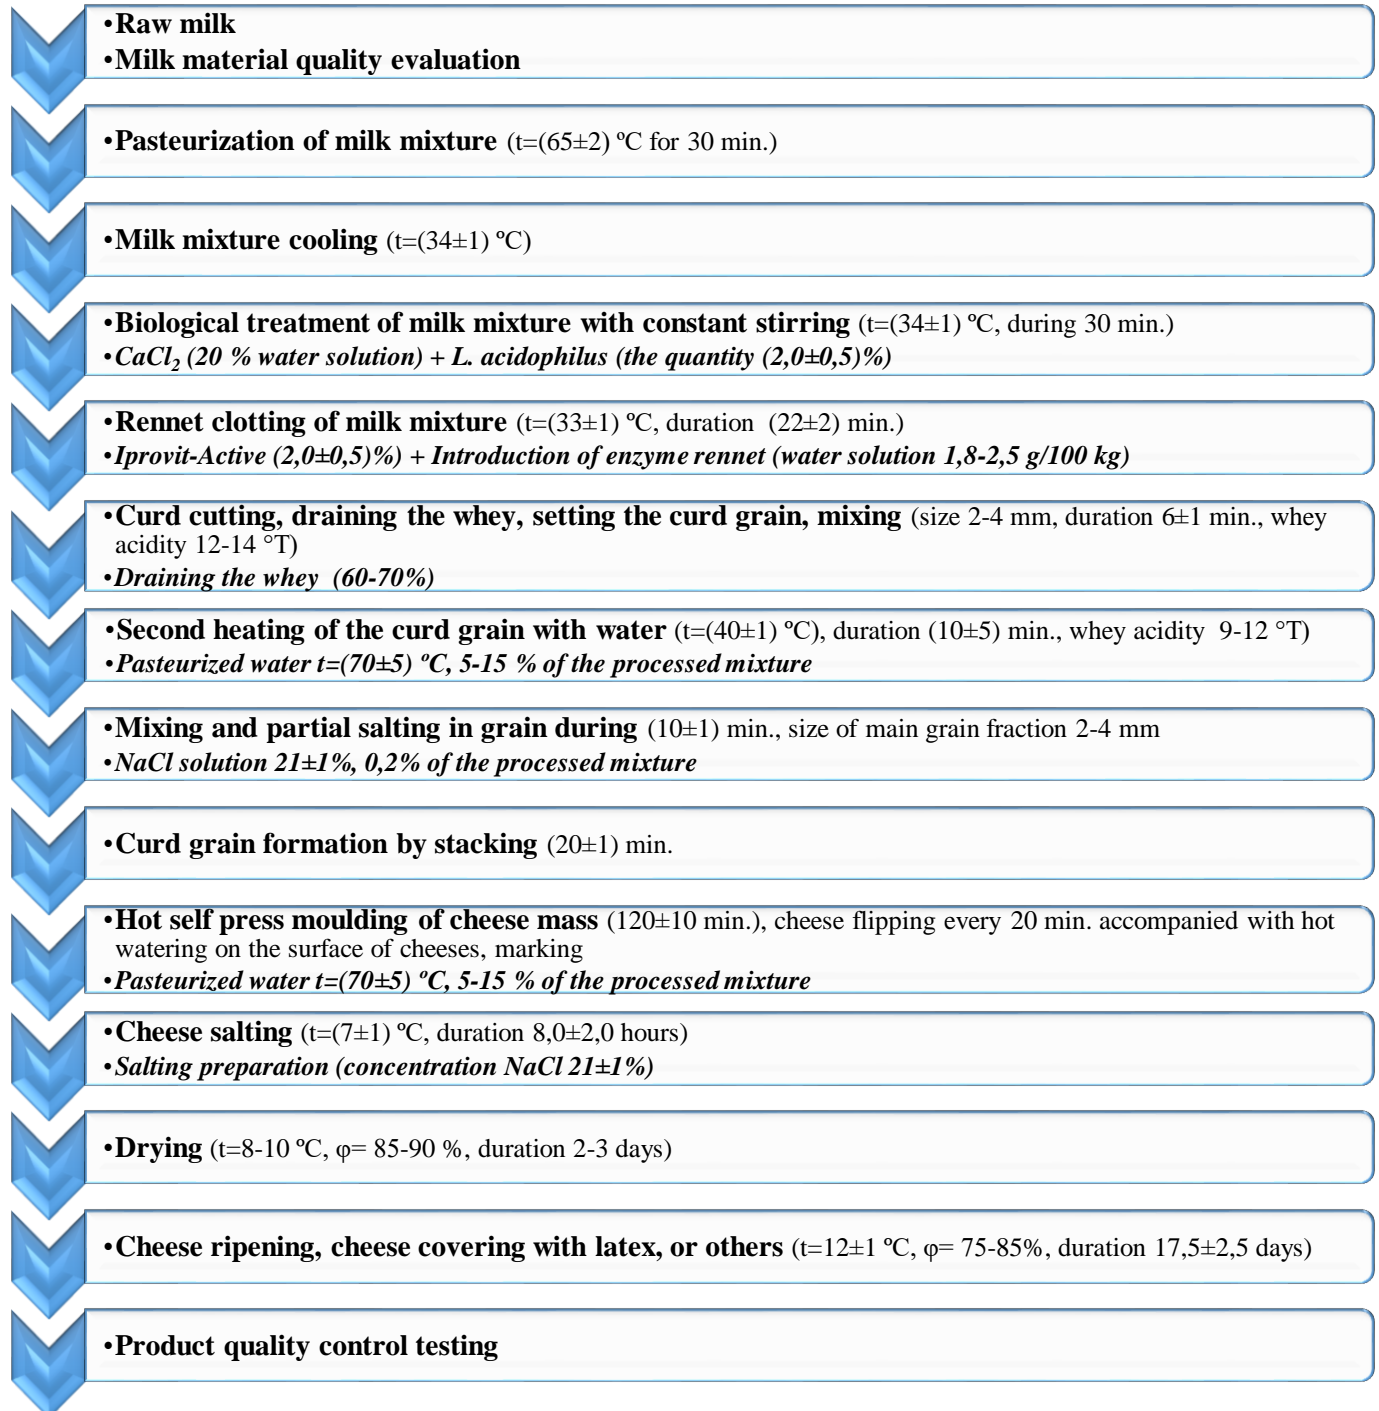 •Raw milk
•Milk material quality evaluation
•Pasteurization of milk mixture (t=(65±2) ºC for 30 min.)
•Milk mixture cooling (t=(34±1) ºC)
•Biological treatment of milk mixture with constant stirring (t=(34±1) ºC, during 30 min.)
•CaCl2 (20 % water solution) + L. acidophilus (the quantity (2,0±0,5)%)
•Rennet clotting of milk mixture (t=(33±1) ºC, duration (22±2) min.)
•Iprovit-Active (2,0±0,5)%) + Introduction of enzyme rennet (water solution 1,8-2,5 g/100 kg)
•Curd cutting, draining the whey, setting the curd grain, mixing (size 2-4 mm, duration 6±1 min., whey
acidity 12-14 °T)
•Draining the whey (60-70%)
•Second heating of the curd grain with water (t=(40±1) ºC), duration (10±5) min., whey acidity 9-12 °T)
•Pasteurized water t=(70±5) ºC, 5-15 % of the processed mixture
•Mixing and partial salting in grain during (10±1) min., size of main grain fraction 2-4 mm
•NaCl solution 21±1%, 0,2% of the processed mixture
•Curd grain formation by stacking (20±1) min.
•Hot self press moulding of cheese mass (120±10 min.), cheese flipping every 20 min. accompanied with hot
watering on the surface of cheeses, marking
•Pasteurized water t=(70±5) ºC, 5-15 % of the processed mixture
•Cheese salting (t=(7±1) ºC, duration 8,0±2,0 hours)
•Salting preparation (concentration NaCl 21±1%)
•Drying (t=8-10 ºC, φ= 85-90 %, duration 2-3 days)
•Cheese ripening, cheese covering with latex, or others (t=12±1 ºC, φ= 75-85%, duration 17,5±2,5 days)
•Product quality control testing